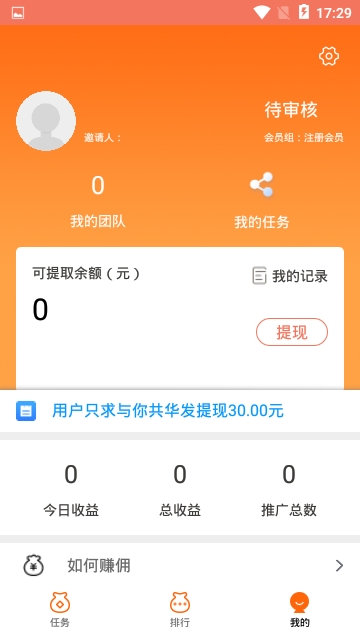 17:29
待审核
邀请人：
会员组：注册会员
0
我的团队
我的任务
可提取余额（元）
我的记录
0
提现
用户只求与你共华发提现30.00元
0 0 0
今日收益 总收益 推广总数
如何赚佣
任务 排行 我的